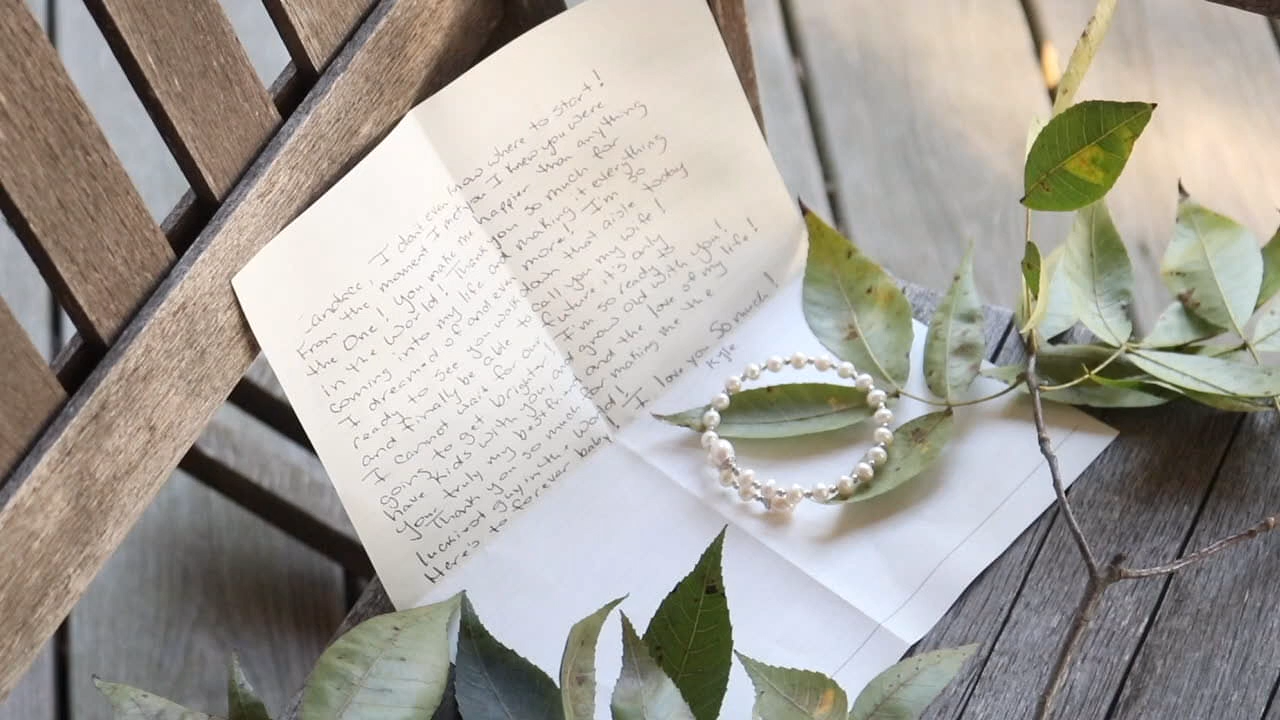 Candace, I don't even know where to start!
From the moment I met you I knew you were
the One! You make me happier than anything
in the world! Thank you so much for
coming into my life and making it everything
I dreamed of and even more! I'm so
ready to see you walk down that aisle today
and finally be able to call you my wife!
I cannot wait for our future it's only
going to get brighter! I'm so ready to
have kids with you, and grow old with you!
You truly my best friend and the love of my life!
Thank you so much for making me the
luckiest guy in the world!
Here's to forever baby! I love you so much!
Kyle